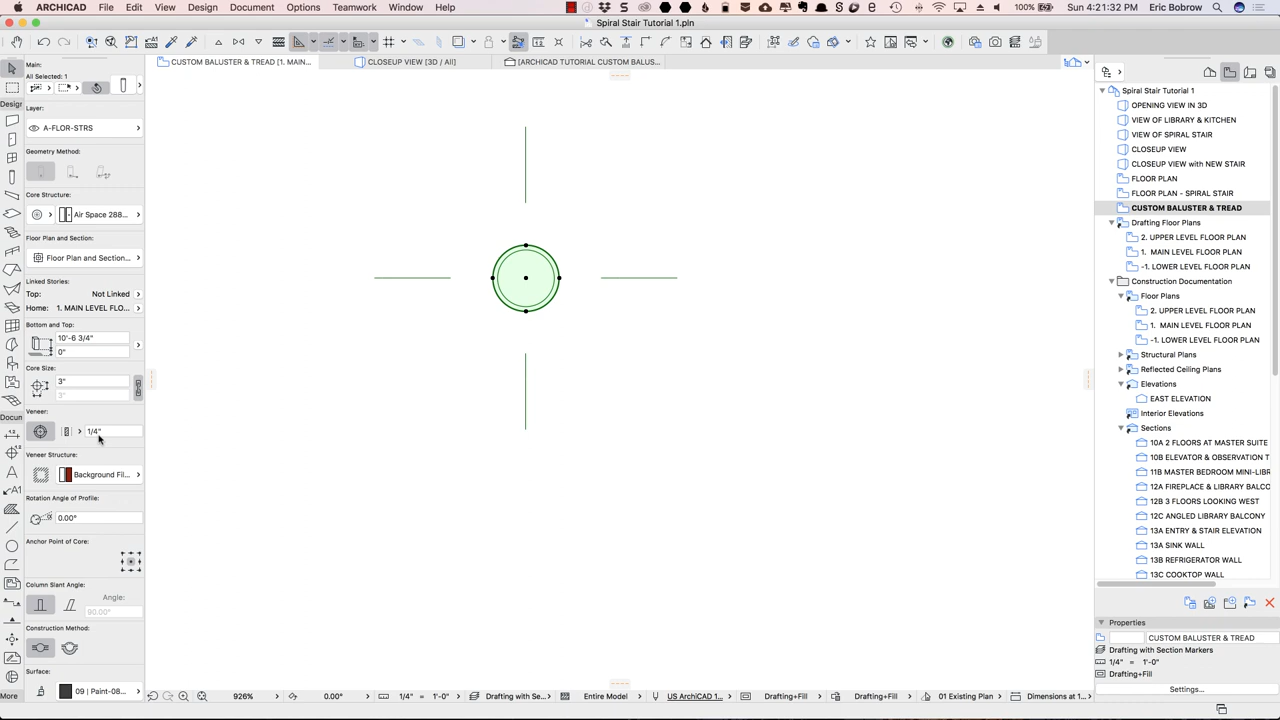 ARCHICAD File Edit View Design Document Options Teamwork Window Help
100% Sun 4:21:32 PM Eric Bobrow
Spiral Stair Tutorial 1.pln
Main:
All Selected: 1
CUSTOM BALUSTER & TREAD [1. MAIN...
CLOSEUP VIEW [3D / All]
[ARCHICAD TUTORIAL CUSTOM BALUS...
Design
Layer:
A-FLOR-STRS
Geometry Method:
Core Structure:
Air Space 288...
Floor Plan and Section:
Floor Plan and Section...
Linked Stories:
Top: Not Linked
Home: 1. MAIN LEVEL FLO...
Bottom and Top:
10'-6 3/4"
0"
Core Size:
3"
3"
Veneer:
Docum
1/4"
Veneer Structure:
Background Fil...
Rotation Angle of Profile:
0.00°
Anchor Point of Core:
Column Slant Angle:
Angle:
90.00°
Construction Method:
Surface:
09 | Paint-08...
More
Spiral Stair Tutorial 1
OPENING VIEW IN 3D
VIEW OF LIBRARY & KITCHEN
VIEW OF SPIRAL STAIR
CLOSEUP VIEW
CLOSEUP VIEW with NEW STAIR
FLOOR PLAN
FLOOR PLAN - SPIRAL STAIR
CUSTOM BALUSTER & TREAD
Drafting Floor Plans
2. UPPER LEVEL FLOOR PLAN
1. MAIN LEVEL FLOOR PLAN
-1. LOWER LEVEL FLOOR PLAN
Construction Documentation
Floor Plans
2. UPPER LEVEL FLOOR PLAN
1. MAIN LEVEL FLOOR PLAN
-1. LOWER LEVEL FLOOR PLAN
Structural Plans
Reflected Ceiling Plans
Elevations
EAST ELEVATION
Interior Elevations
Sections
10A 2 FLOORS AT MASTER SUITE
10B ELEVATOR & OBSERVATION T
11B MASTER BEDROOM MINI-LIBR
12A FIREPLACE & LIBRARY BALCO
12B 3 FLOORS LOOKING WEST
12C ANGLED LIBRARY BALCONY
13A ENTRY & STAIR ELEVATION
13A SINK WALL
13B REFRIGERATOR WALL
13C COOKTOP WALL
Properties
CUSTOM BALUSTER & TREAD
Drafting with Section Markers
1/4" = 1'-0"
Drafting+Fill
Settings...
926% 0.00° 1/4" = 1'-0" Drafting with Se... Entire Model US ArchiCAD 1... Drafting+Fill Drafting+Fill 01 Existing Plan Dimensions at 1...